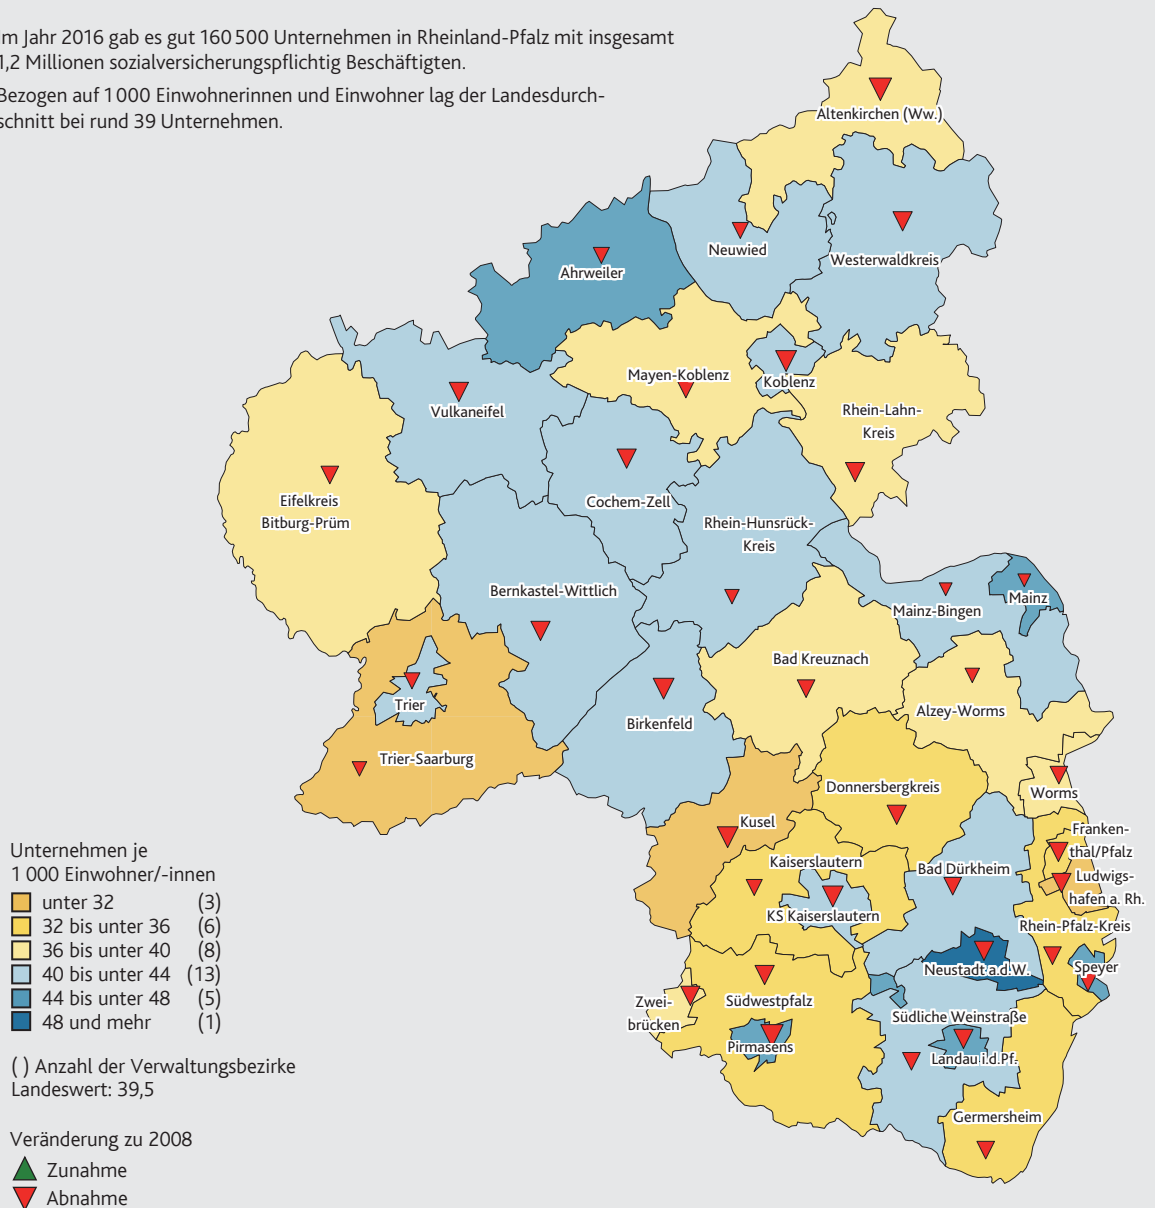 m Jahr 2016 gab es gut 160 500 Unternehmen in Rheinland-Pfalz mit insgesamt
1,2 Millionen sozialversicherungspflichtig Beschäftigten.
Bezogen auf 1 000 Einwohnerinnen und Einwohner lag der Landesdurch-
schnitt bei rund 39 Unternehmen.
Altenkirchen (Ww.)
Neuwied
Westerwaldkreis
Ahrweiler
Mayen-Koblenz
Koblenz
Vulkaneifel
Rhein-Lahn-
Kreis
Eifelkreis
Bitburg-Prüm
Cochem-Zell
Rhein-Hunsrück-
Kreis
Bernkastel-Wittlich
Mainz-Bingen
Mainz
Bad Kreuznach
Trier
Birkenfeld
Alzey-Worms
Trier-Saarburg
Donnersbergkreis
Worms
Kusel
Franken-
thal/Pfalz
Kaiserslautern
Bad Dürkheim
Ludwigs-
hafen a. Rh.
KS Kaiserslautern
Rhein-Pfalz-Kreis
Neustadt a.d.W.
Speyer
Zwei-
brücken
Südwestpfalz
Südliche Weinstraße
Pirmasens
Landau i.d.Pf.
Germersheim
Unternehmen je
1 000 Einwohner/-innen
unter 32 (3)
32 bis unter 36 (6)
36 bis unter 40 (8)
40 bis unter 44 (13)
44 bis unter 48 (5)
48 und mehr (1)
( ) Anzahl der Verwaltungsbezirke
Landeswert: 39,5
Veränderung zu 2008
Zunahme
Abnahme